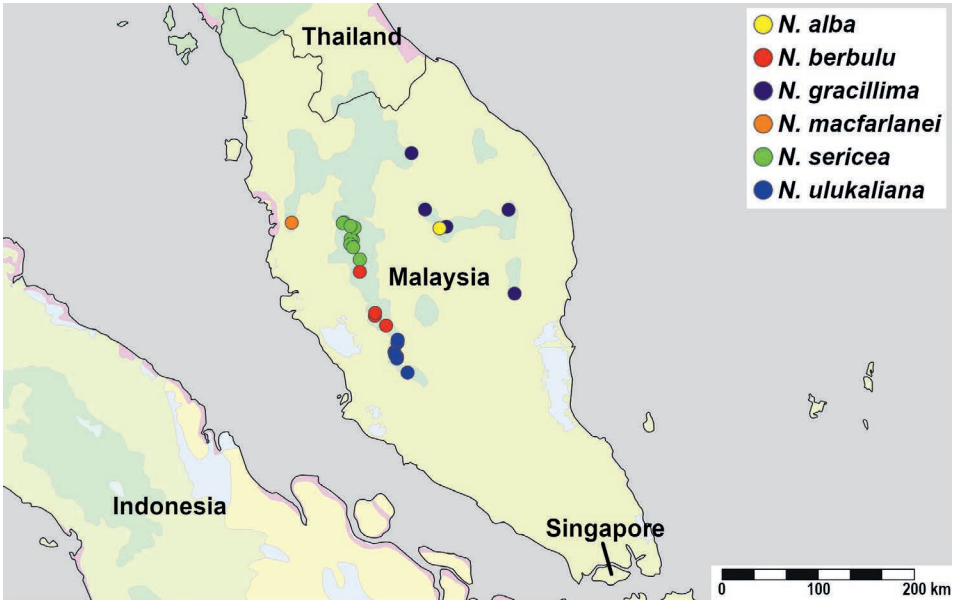 Thailand
N. alba
N. berbulu
N. gracillima
N. macfarlanei
N. sericea
N. ulukaliana
Malaysia
Indonesia
Singapore
0 100 200 km